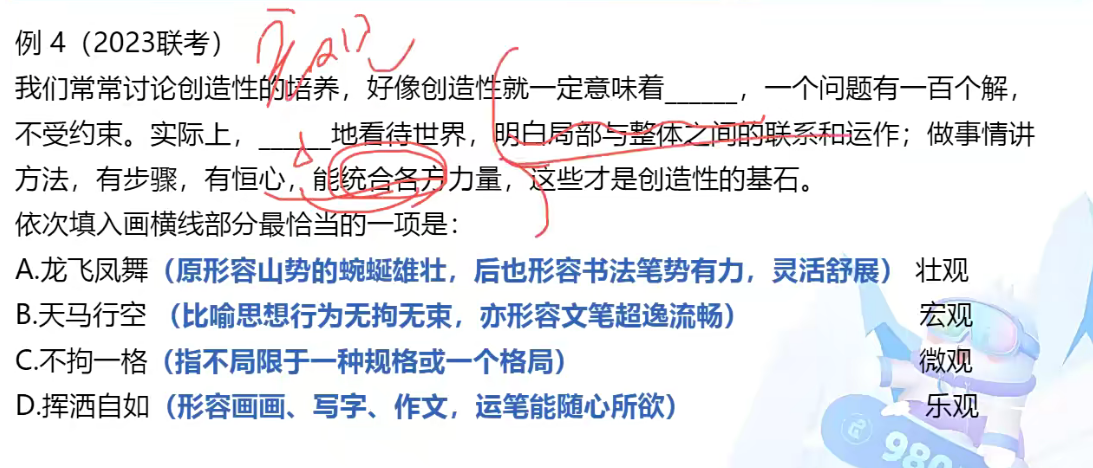 例 4（2023联考）
我们常常讨论创造性的培养，好像创造性就一定意味着______，一个问题有一百个解，
不受约束。实际上，______地看待世界，明白局部与整体之间的联系和运作；做事情讲
方法，有步骤，有恒心，能统合各方力量，这些才是创造性的基石。
依次填入画横线部分最恰当的一项是：
A.龙飞凤舞（原形容山势的蜿蜒雄壮，后也形容书法笔势有力，灵活舒展） 壮观
B.天马行空（比喻思想行为无拘无束，亦形容文笔超逸流畅） 宏观
C.不拘一格（指不局限于一种规格或一个格局） 微观
D.挥洒自如（形容画画、写字、作文，运笔能随心所欲） 乐观
980